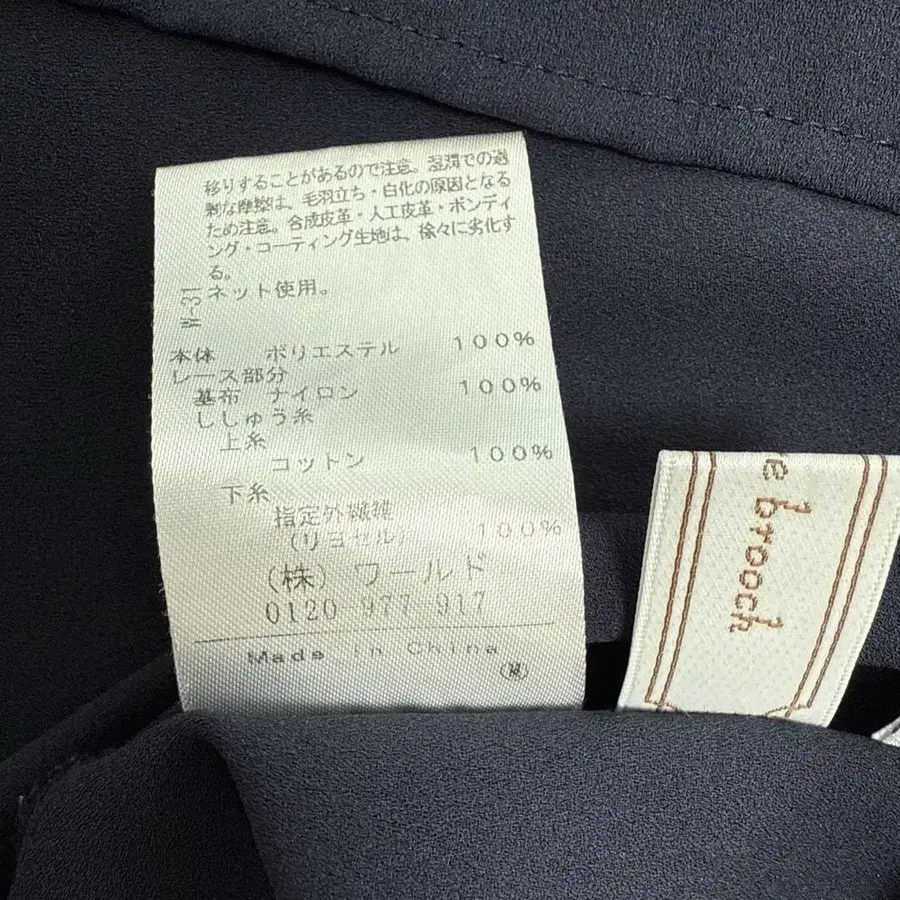 移りすることがあるので注意。湿潤での過
剰な摩擦は、毛羽立ち・白化の原因となる
ため注意。合成皮革・人工皮革・ボンディ
ング・コーティング生地は、徐々に劣化す
る。
ネット使用。
W-31
本体 ポリエステル 100%
レース部分
基布 ナイロン 100%
ししゅう糸
上糸
コットン 100%
下糸
指定外繊維
(リヨセル) 100%
(株) ワールド
0120-977-917
Made in China
M
brooch